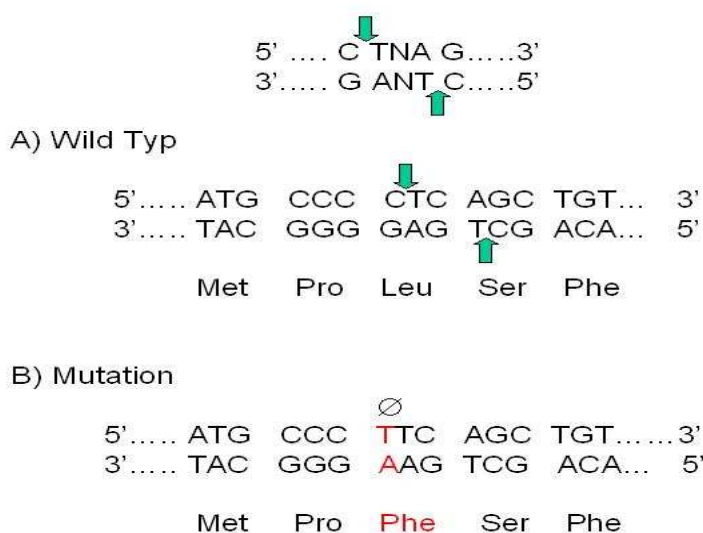 5' .... C TNA G.....3'
3'..... G ANT C.....5'
A) Wild Typ
5'..... ATG CCC CTC AGC TGT... 3'
3'..... TAC GGG GAG TCG ACA... 5'
Met Pro Leu Ser Phe
B) Mutation
∅
5'..... ATG CCC TTC AGC TGT...... 3'
3'..... TAC GGG AAG TCG ACA... 5'
Met Pro Phe Ser Phe